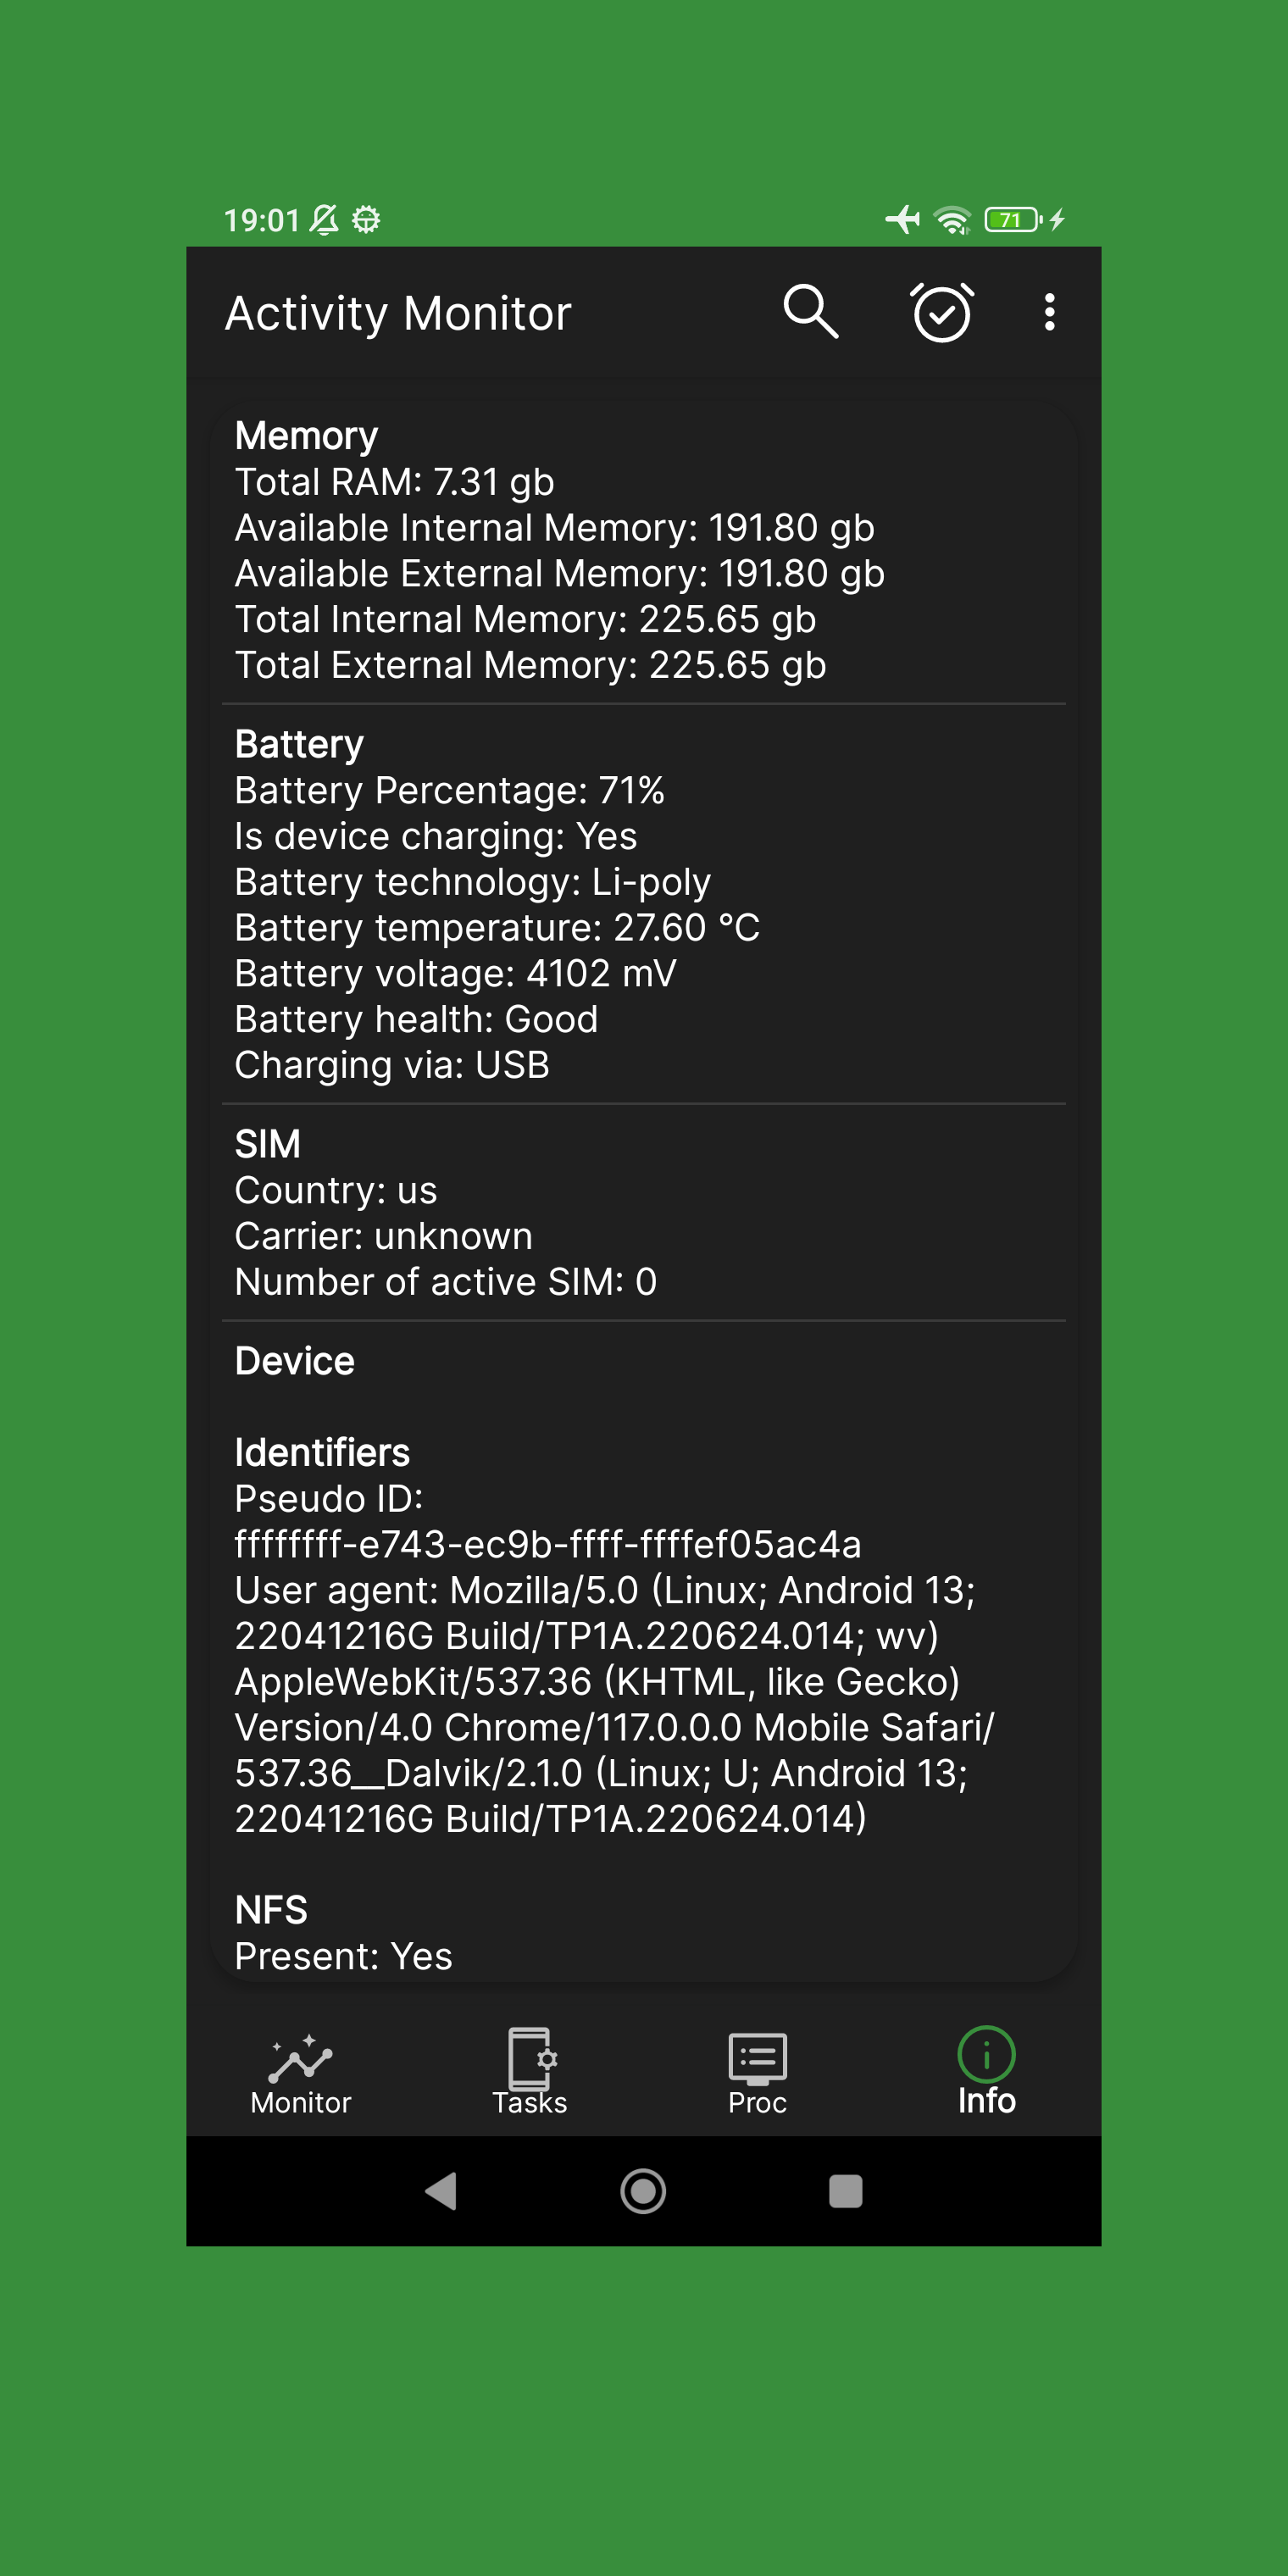 19:01
71
Activity Monitor
Memory
Total RAM: 7.31 gb
Available Internal Memory: 191.80 gb
Available External Memory: 191.80 gb
Total Internal Memory: 225.65 gb
Total External Memory: 225.65 gb
Battery
Battery Percentage: 71%
Is device charging: Yes
Battery technology: Li-poly
Battery temperature: 27.60 °C
Battery voltage: 4102 mV
Battery health: Good
Charging via: USB
SIM
Country: us
Carrier: unknown
Number of active SIM: 0
Device
Identifiers
Pseudo ID:
ffffffff-e743-ec9b-ffff-ffffef05ac4a
User agent: Mozilla/5.0 (Linux; Android 13;
22041216G Build/TP1A.220624.014; wv)
AppleWebKit/537.36 (KHTML, like Gecko)
Version/4.0 Chrome/117.0.0.0 Mobile Safari/
537.36__Dalvik/2.1.0 (Linux; U; Android 13;
22041216G Build/TP1A.220624.014)
NFS
Present: Yes
Monitor
Tasks
Proc
Info